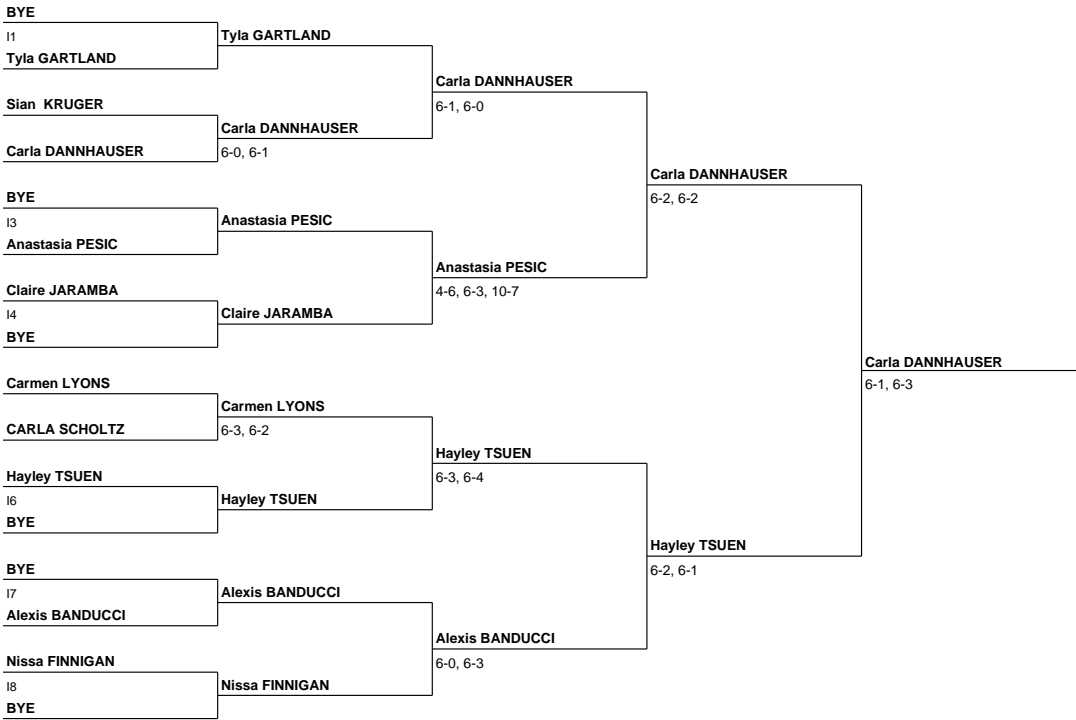 BYE
I1
Tyla GARTLAND
Tyla GARTLAND
Carla DANNHAUSER
6-1, 6-0
Sian  KRUGER
Carla DANNHAUSER
Carla DANNHAUSER
6-0, 6-1
Carla DANNHAUSER
6-2, 6-2
BYE
I3
Anastasia PESIC
Anastasia PESIC
Anastasia PESIC
4-6, 6-3, 10-7
Claire JARAMBA
I4
BYE
Claire JARAMBA
Carla DANNHAUSER
6-1, 6-3
Carmen LYONS
CARLA SCHOLTZ
Carmen LYONS
6-3, 6-2
Hayley TSUEN
6-3, 6-4
Hayley TSUEN
I6
BYE
Hayley TSUEN
Hayley TSUEN
6-2, 6-1
BYE
I7
Alexis BANDUCCI
Alexis BANDUCCI
Alexis BANDUCCI
6-0, 6-3
Nissa FINNIGAN
I8
BYE
Nissa FINNIGAN